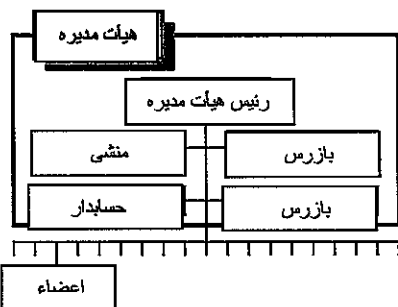 هیأت مدیره
رئیس هیأت مدیره
بازرس
منشی
بازرس
حسابدار
اعضاء